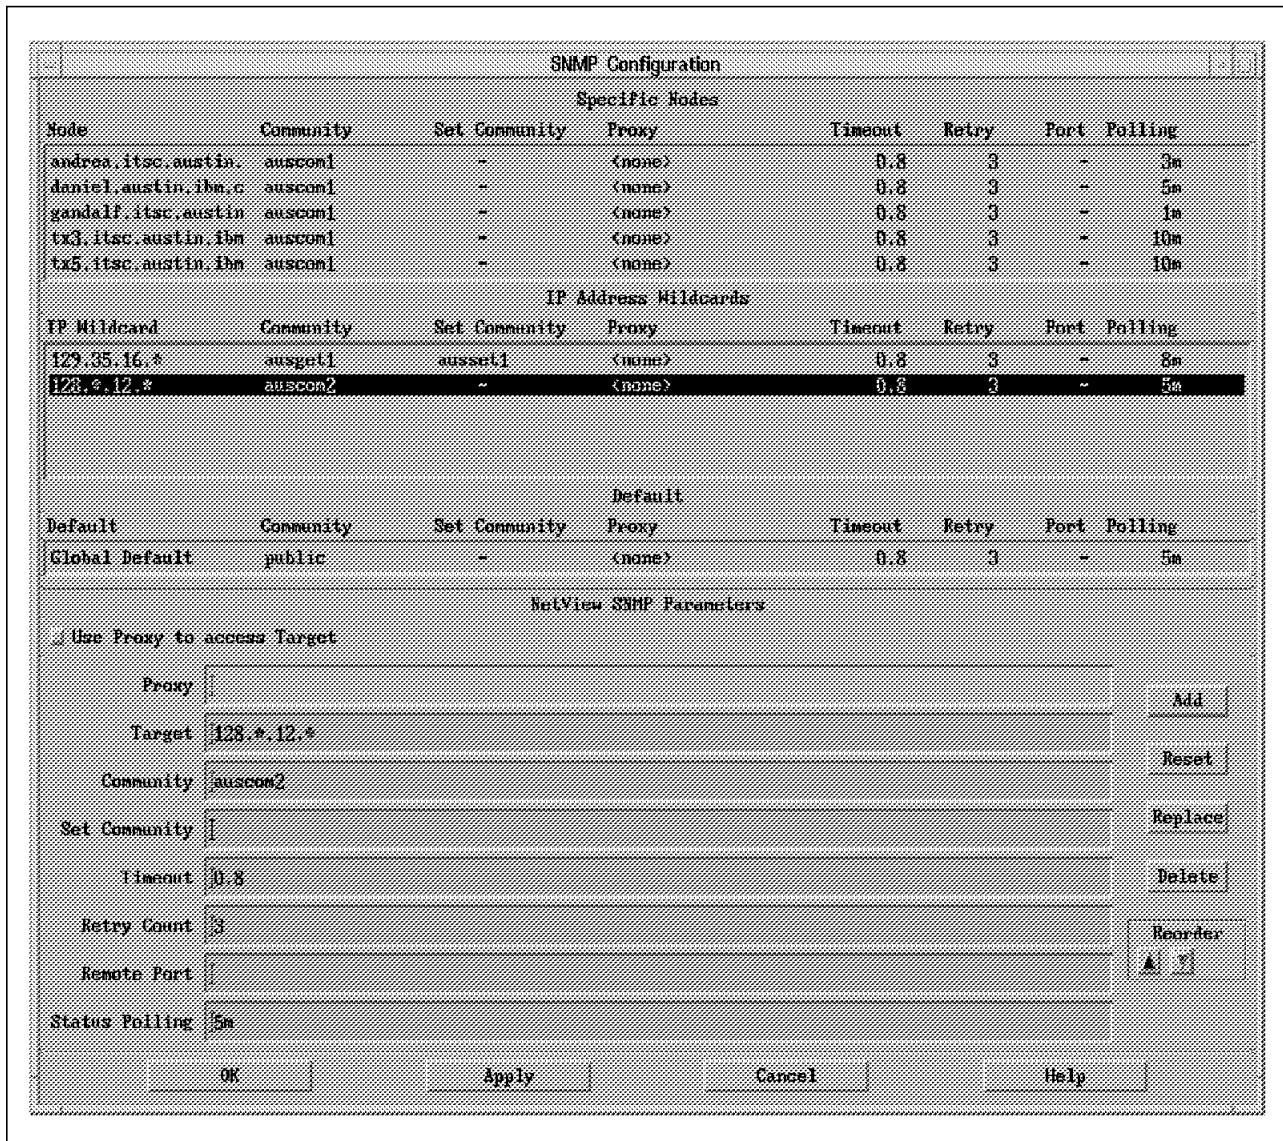 SNMP Configuration
Specific Nodes
Node Community Set Community Proxy Timeout Retry Port Polling
andrea.itsc.austin. auscom1 - <none> 0.8 3 - 3m
daniel.austin.ibm.c auscom1 - <none> 0.8 3 - 5m
gandalf.itsc.austin auscom1 - <none> 0.8 3 - 1m
tx3.itsc.austin.ibm auscom1 - <none> 0.8 3 - 10m
tx5.itsc.austin.ibm auscom1 - <none> 0.8 3 - 10m
IP Address Wildcards
IP Wildcard Community Set Community Proxy Timeout Retry Port Polling
129.35.16.* ausget1 ausset1 <none> 0.8 3 - 8m
128.*.12.* auscom2 - <none> 0.8 3 - 5m
Default
Default Community Set Community Proxy Timeout Retry Port Polling
Global Default public - <none> 0.8 3 - 5m
NetView SNMP Parameters
Use Proxy to access Target
Proxy
Add
Target 128.*.12.*
Reset
Community auscom2
Replace
Set Community
Timeout 0.8
Delete
Retry Count 3
Reorder
Remote Port
Status Polling 5m
OK Apply Cancel Help